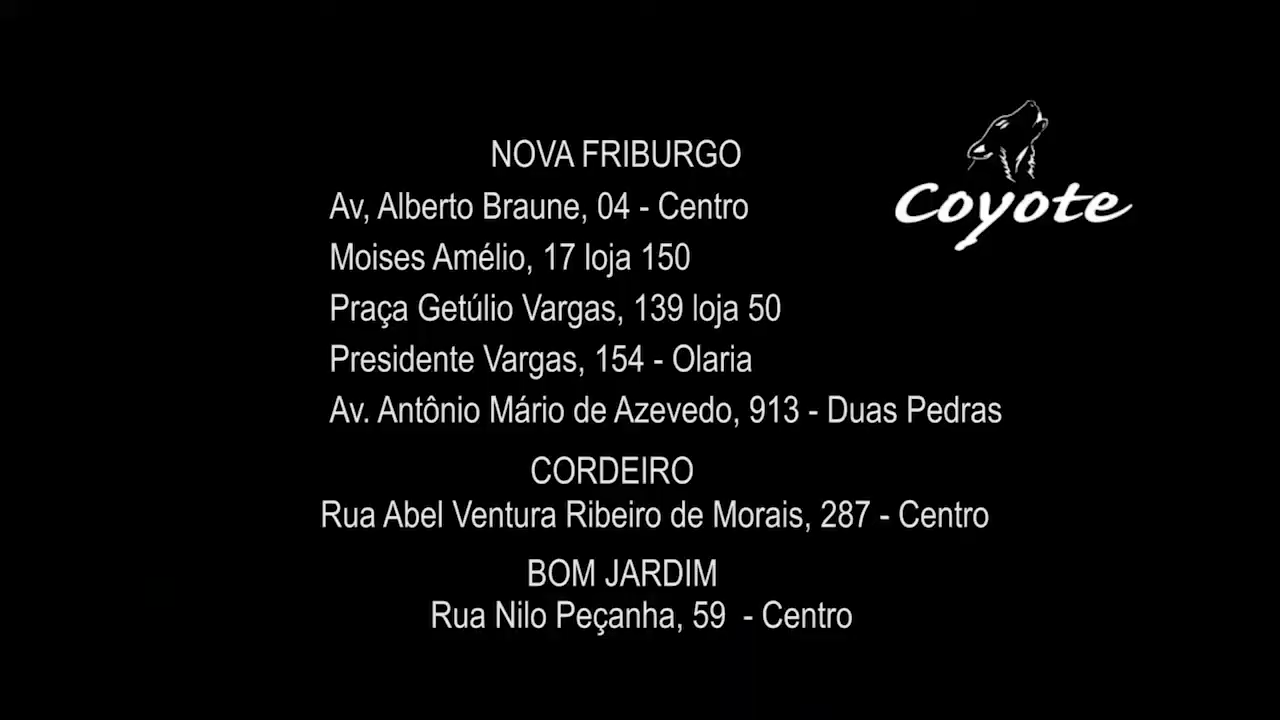 NOVA FRIBURGO
Av, Alberto Braune, 04 - Centro
Moises Amélio, 17 loja 150
Praça Getúlio Vargas, 139 loja 50
Presidente Vargas, 154 - Olaria
Av. Antônio Mário de Azevedo, 913 - Duas Pedras
CORDEIRO
Rua Abel Ventura Ribeiro de Morais, 287 - Centro
BOM JARDIM
Rua Nilo Peçanha, 59  - Centro
Coyote